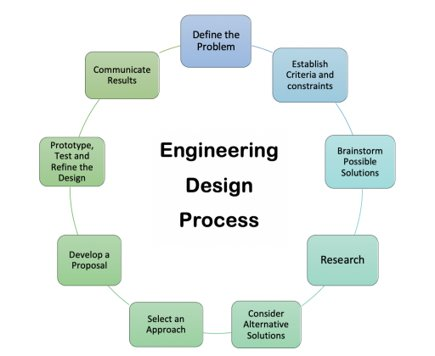 Define the
Problem
Establish
Criteria and
constraints
Brainstorm
Possible
Solutions
Research
Consider
Alternative
Solutions
Select an
Approach
Develop a
Proposal
Prototype,
Test and
Refine the
Design
Communicate
Results
Engineering
Design
Process